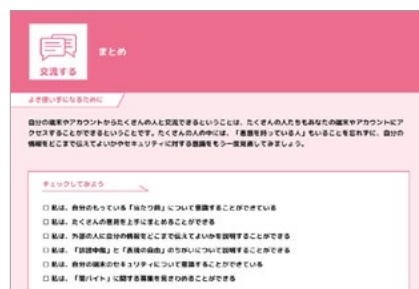 交流する
まとめ
よき使い手になるために
自分の端末やアカウントからたくさんの人と交流できるということは、たくさんの人たちもあなたの端末やアカウントにア
クセスすることができるということです。たくさんの人の中には、「悪意を持っている人」もいることを忘れずに、自分の
情報をどこまで伝えてよいかやセキュリティに対する意識をもう一度見直してみましょう。
チェックしてみよう
□ 私は、自分のもっている「当たり前」について意識することができている
□ 私は、たくさんの意見を上手にまとめることができる
□ 私は、外部の人に自分の情報をどこまで伝えてよいかを説明することができる
□ 私は、「誹謗中傷」と「表現の自由」のちがいについて説明することができる
□ 私は、自分の端末のセキュリティについて意識することができている
□ 私は、「闇バイト」に関する募集を見きわめることができる